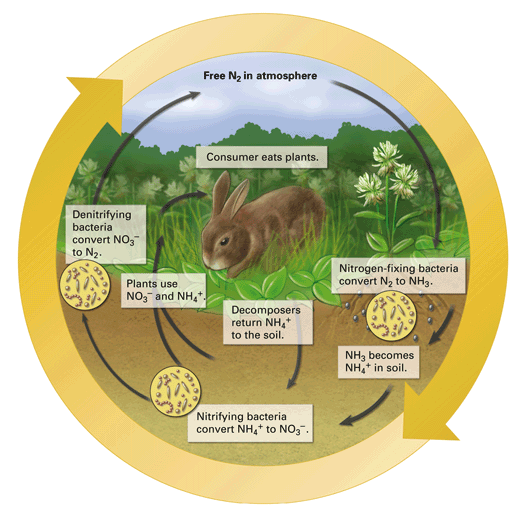 Free N₂ in atmosphere
Consumer eats plants.
Denitrifying
bacteria
convert NO₃⁻
to N₂.
Plants use
NO₃⁻ and NH₄⁺.
Nitrogen-fixing bacteria
convert N₂ to NH₃.
Decomposers
return NH₄⁺
to the soil.
NH₃ becomes
NH₄⁺ in soil.
Nitrifying bacteria
convert NH₄⁺ to NO₃⁻.